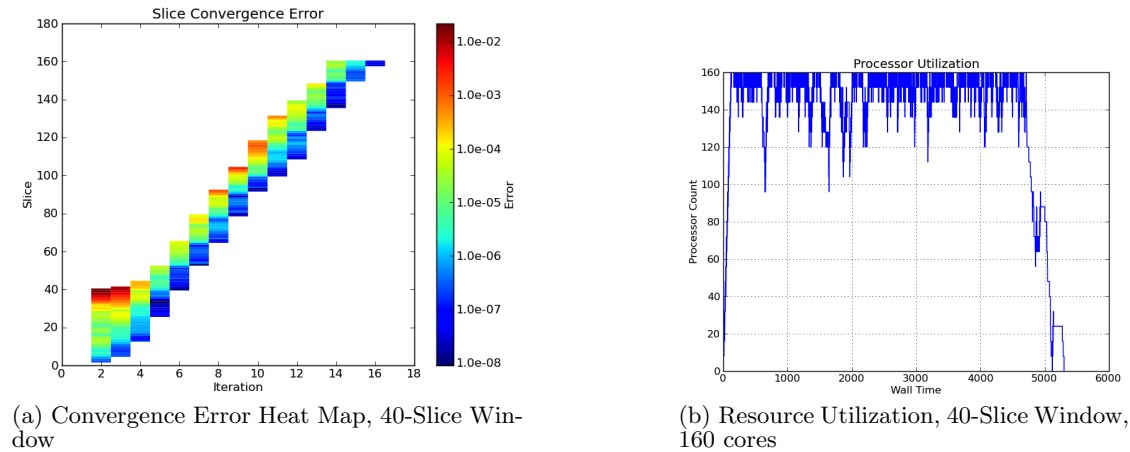 Slice Convergence Error
180
160
140
120
100
80
60
40
20
0
Slice
0 2 4 6 8 10 12 14 16 18
Iteration
1.0e-02
1.0e-03
1.0e-04
1.0e-05
1.0e-06
1.0e-07
1.0e-08
Error
(a) Convergence Error Heat Map, 40-Slice Win-
dow
Processor Utilization
160
140
120
100
80
60
40
20
0
Processor Count
0 1000 2000 3000 4000 5000 6000
Wall Time
(b) Resource Utilization, 40-Slice Window,
160 cores